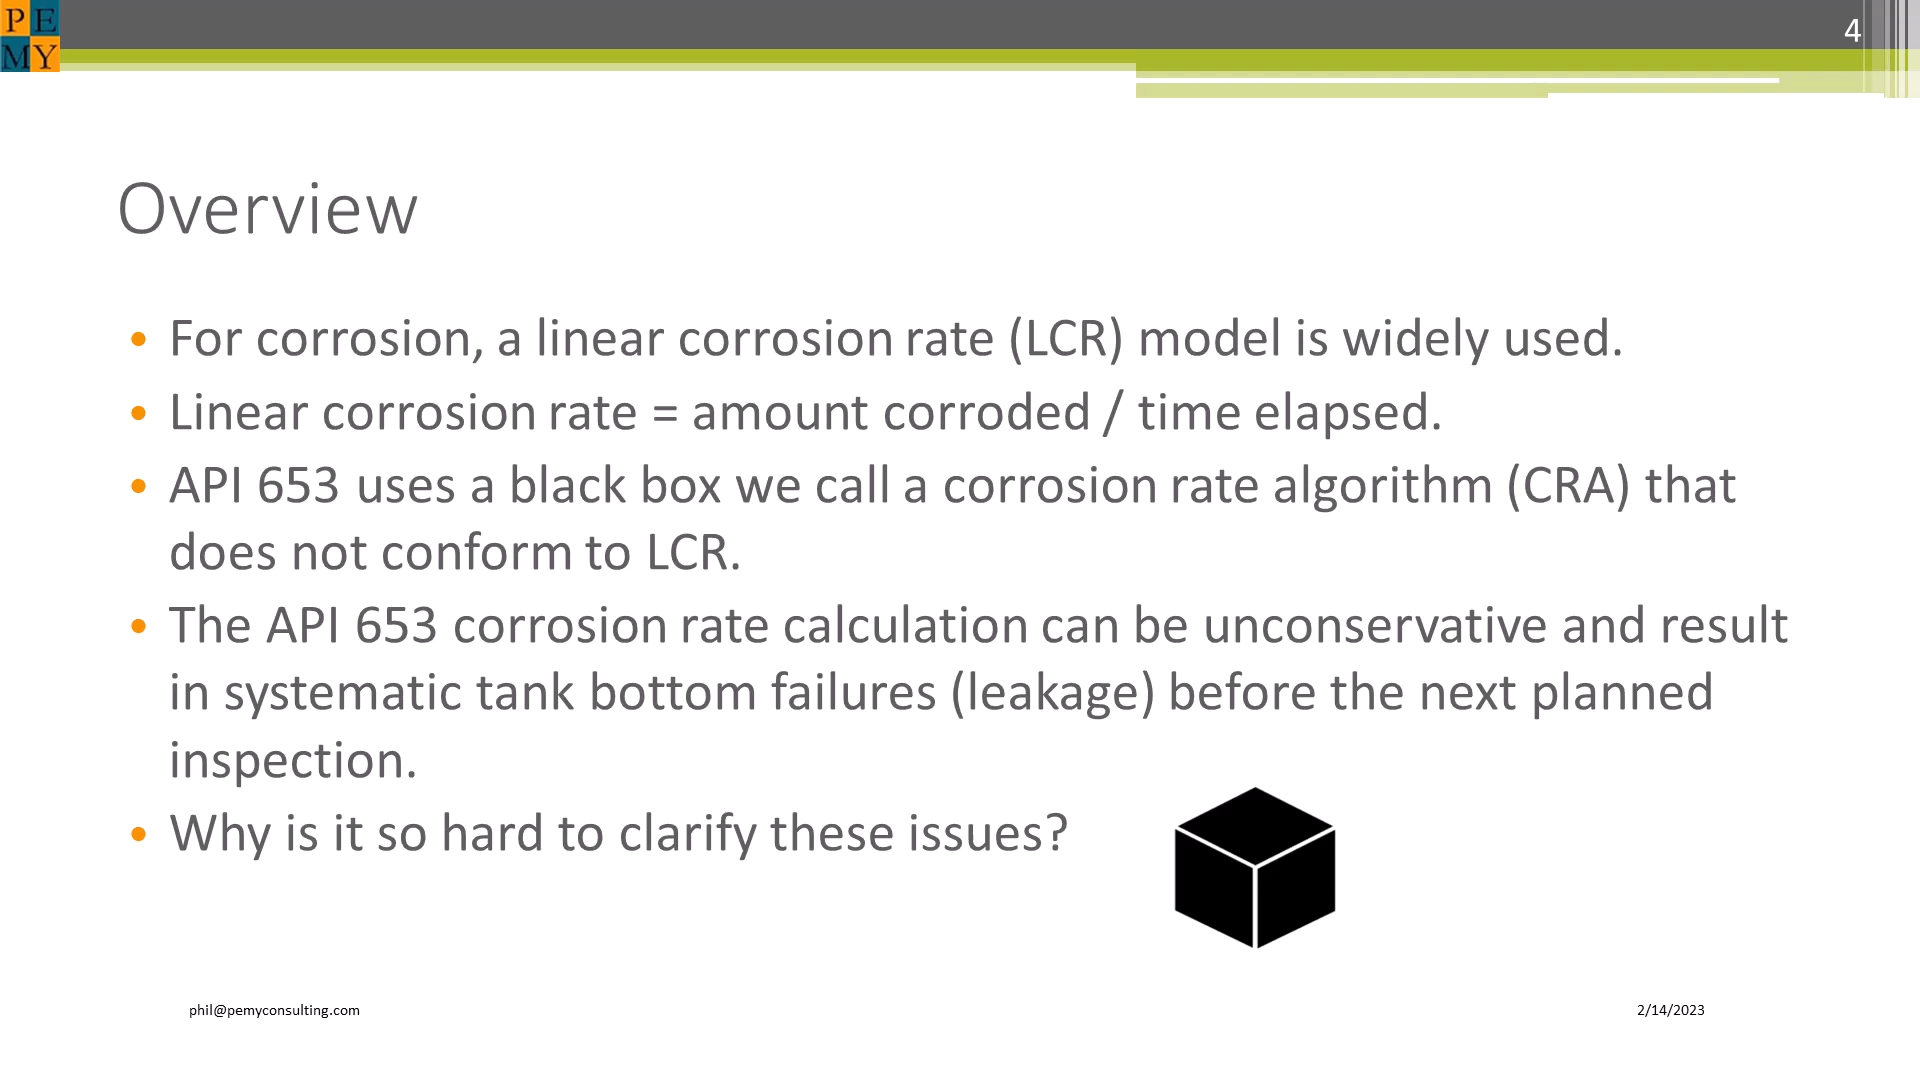 P E
M Y
4
Overview
• For corrosion, a linear corrosion rate (LCR) model is widely used.
• Linear corrosion rate = amount corroded / time elapsed.
• API 653 uses a black box we call a corrosion rate algorithm (CRA) that
does not conform to LCR.
• The API 653 corrosion rate calculation can be unconservative and result
in systematic tank bottom failures (leakage) before the next planned
inspection.
• Why is it so hard to clarify these issues?
phil@pemyconsulting.com
2/14/2023